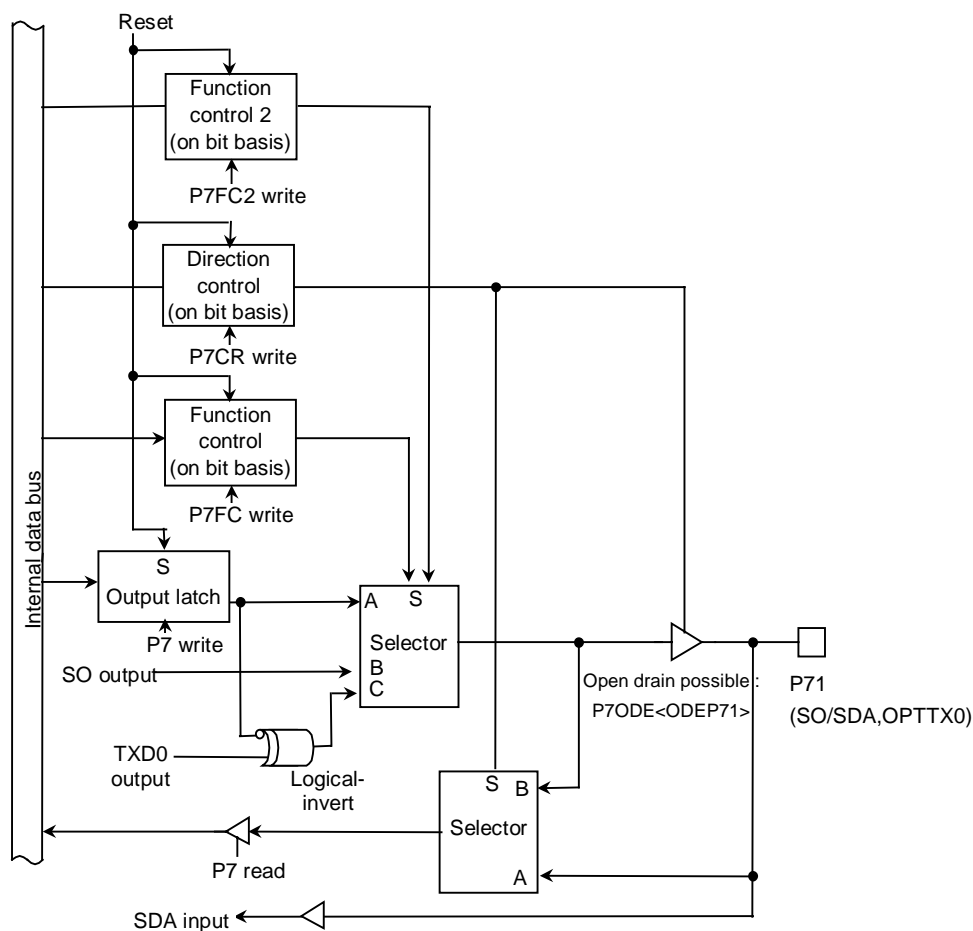 Reset
Function
control 2
(on bit basis)
P7FC2 write
Direction
control
(on bit basis)
P7CR write
Function
control
(on bit basis)
P7FC write
Internal data bus
S
Output latch
P7 write
A S
Selector
B
C
SO output
TXD0
output
Logical-
invert
Open drain possible :
P7ODE<ODEP71>
P71
(SO/SDA,OPTTX0)
S B
Selector
A
P7 read
SDA input